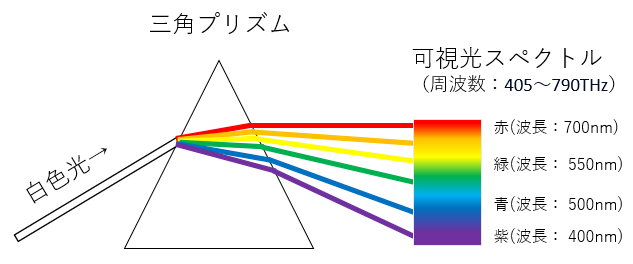 三角プリズム
可視光スペクトル
（周波数：405～790THz）
白色光→
赤(波長：700nm)
緑(波長： 550nm)
青(波長： 500nm)
紫(波長： 400nm)